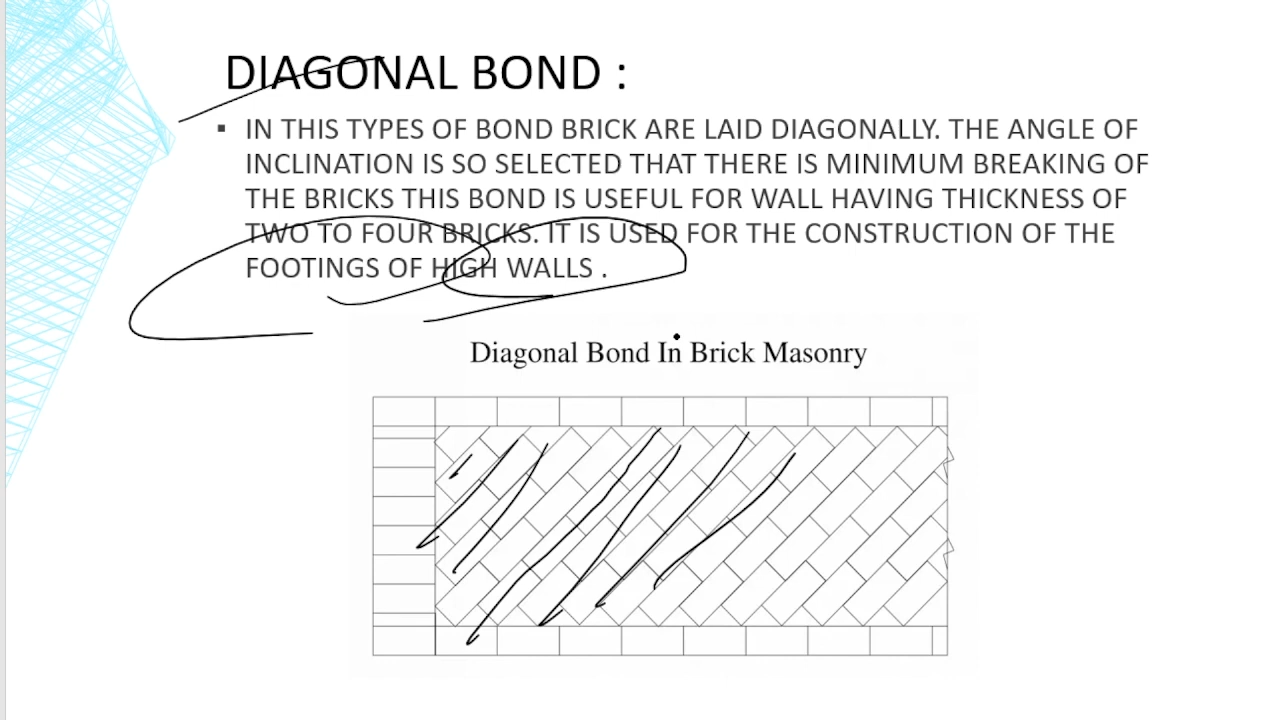 DIAGONAL BOND :
▪ IN THIS TYPES OF BOND BRICK ARE LAID DIAGONALLY. THE ANGLE OF
INCLINATION IS SO SELECTED THAT THERE IS MINIMUM BREAKING OF
THE BRICKS THIS BOND IS USEFUL FOR WALL HAVING THICKNESS OF
TWO TO FOUR BRICKS. IT IS USED FOR THE CONSTRUCTION OF THE
FOOTINGS OF HIGH WALLS .
Diagonal Bond In Brick Masonry